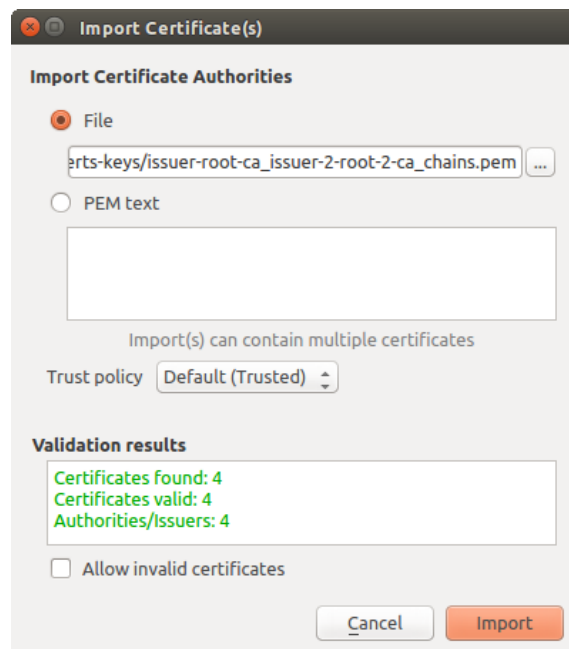 Import Certificate(s)
Import Certificate Authorities
File
erts-keys/issuer-root-ca_issuer-2-root-2-ca_chains.pem ...
PEM text
Import(s) can contain multiple certificates
Trust policy Default (Trusted)
Validation results
Certificates found: 4
Certificates valid: 4
Authorities/Issuers: 4
Allow invalid certificates
Cancel Import